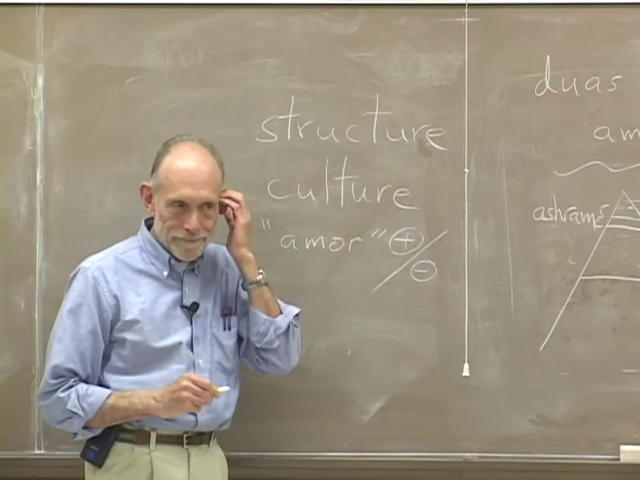 structure
culture
"amor" + / -
duas
am
ashrams